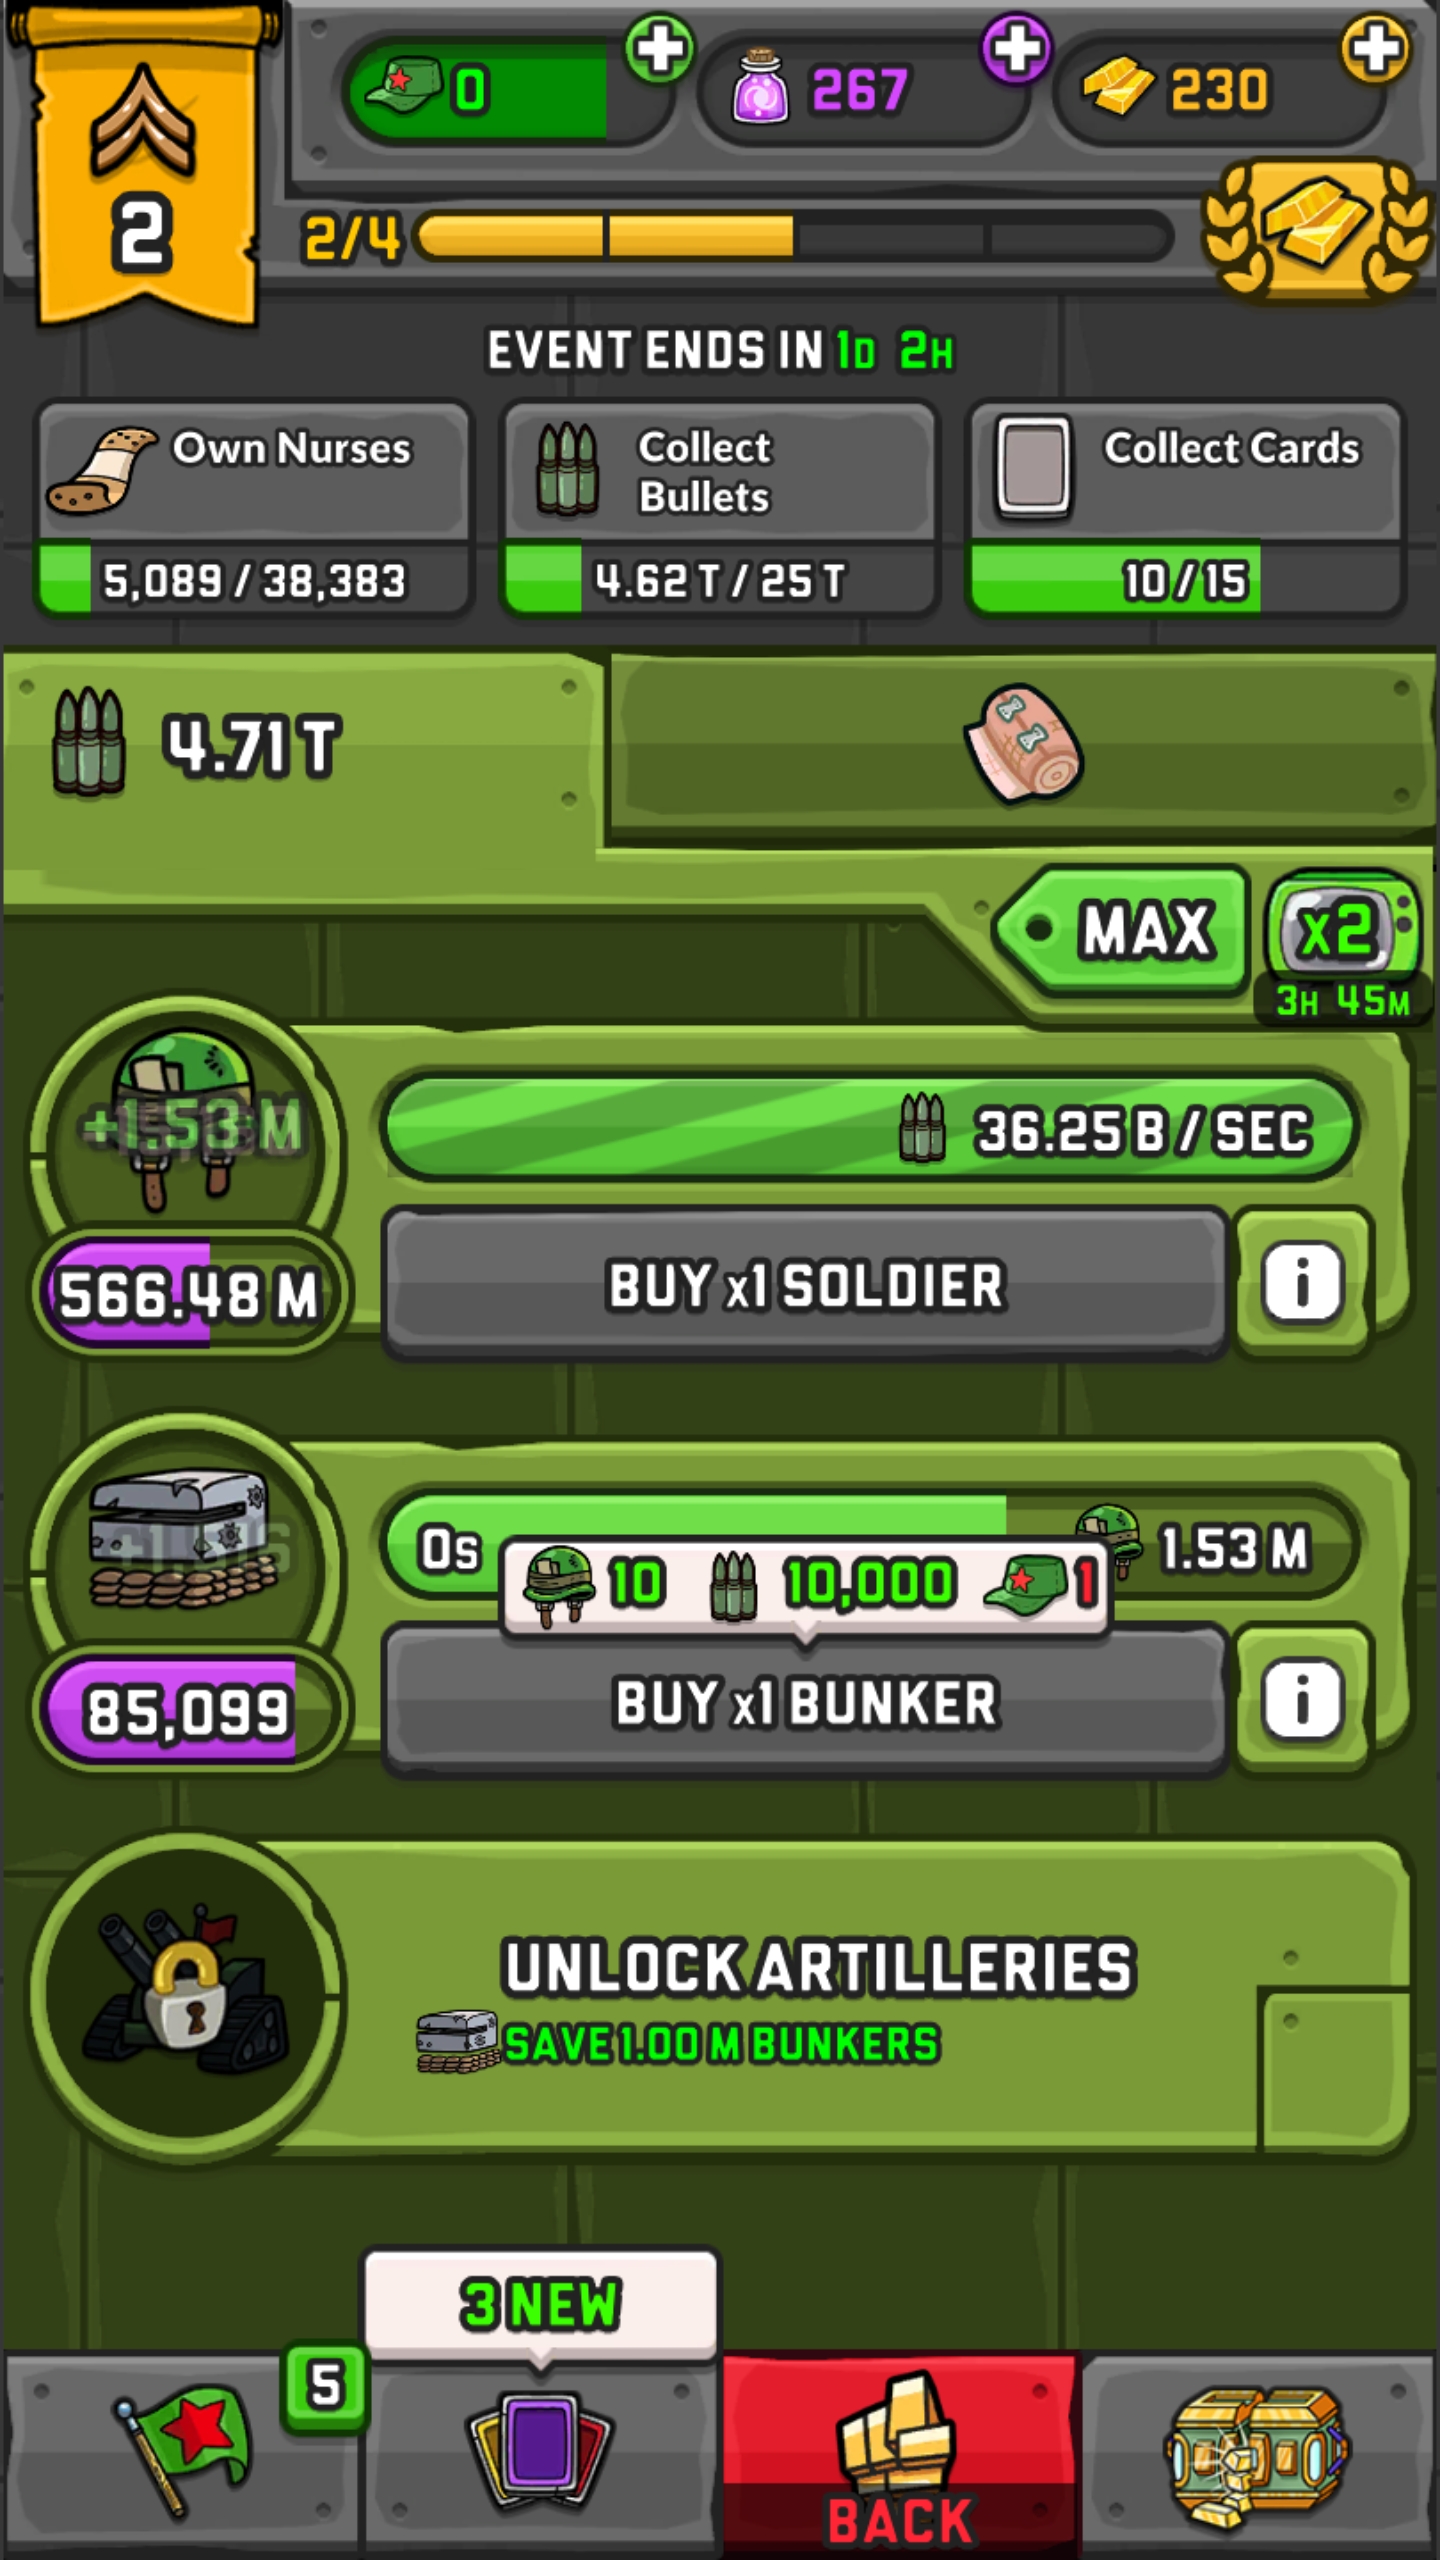 2
0
267
230
2/4
EVENT ENDS IN 1D 2H
Own Nurses
5,089 / 38,383
Collect
Bullets
4.62 T / 25 T
Collect Cards
10 / 15
4.71 T
MAX
x2
3H 45M
+1.53 M
36.25 B / SEC
566.48 M
BUY x1 SOLDIER
i
0s
1.53 M
10
10,000
1
85,099
BUY x1 BUNKER
i
UNLOCK ARTILLERIES
SAVE 1.00 M BUNKERS
3 NEW
5
BACK